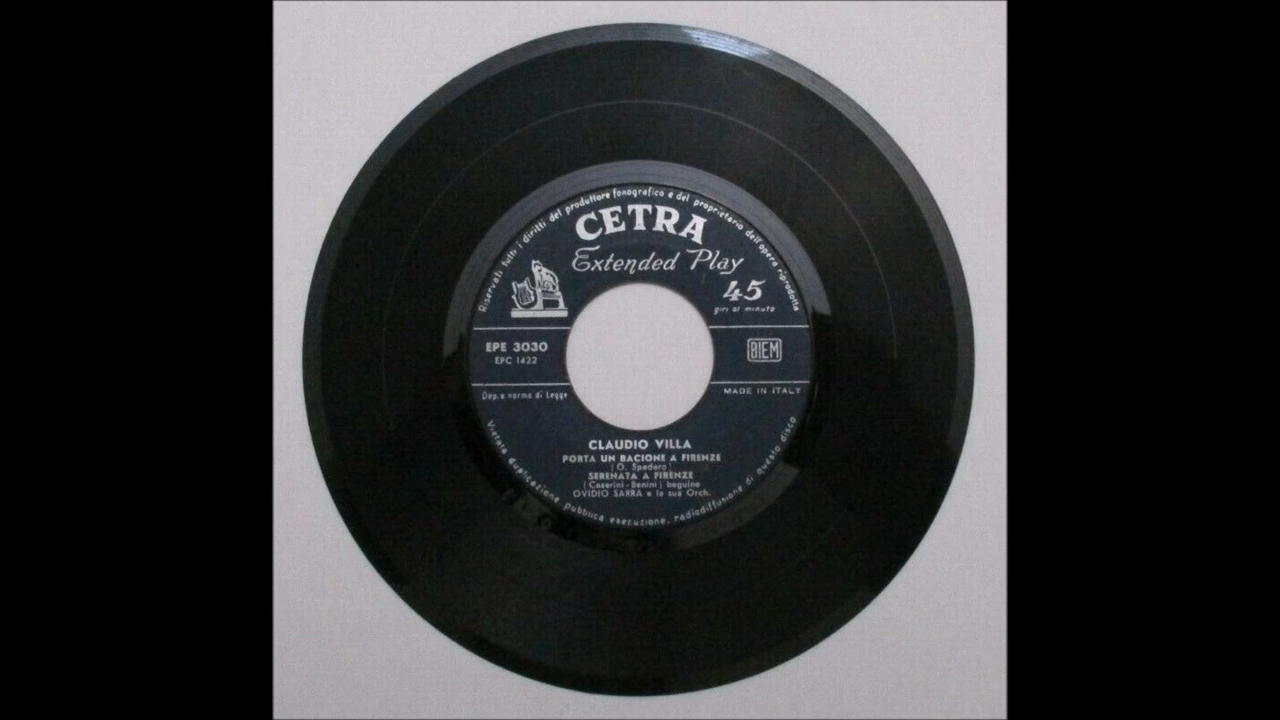 Riservati tutti i diritti del produttore fonografico e del proprietario dell'opera riprodotta
CETRA
Extended Play
45
giri al minuto
EPE 3030
EPC 1422
BIEM
Dep. a norma di Legge
MADE IN ITALY
CLAUDIO VILLA
PORTA UN BACIONE A FIRENZE
(O. Spadaro)
SERENATA A FIRENZE
(Caserini - Benini) beguine
OVIDIO SARRA e la sua Orch.
Vietata duplicazione pubblica esecuzione, radiodiffusione di questo disco